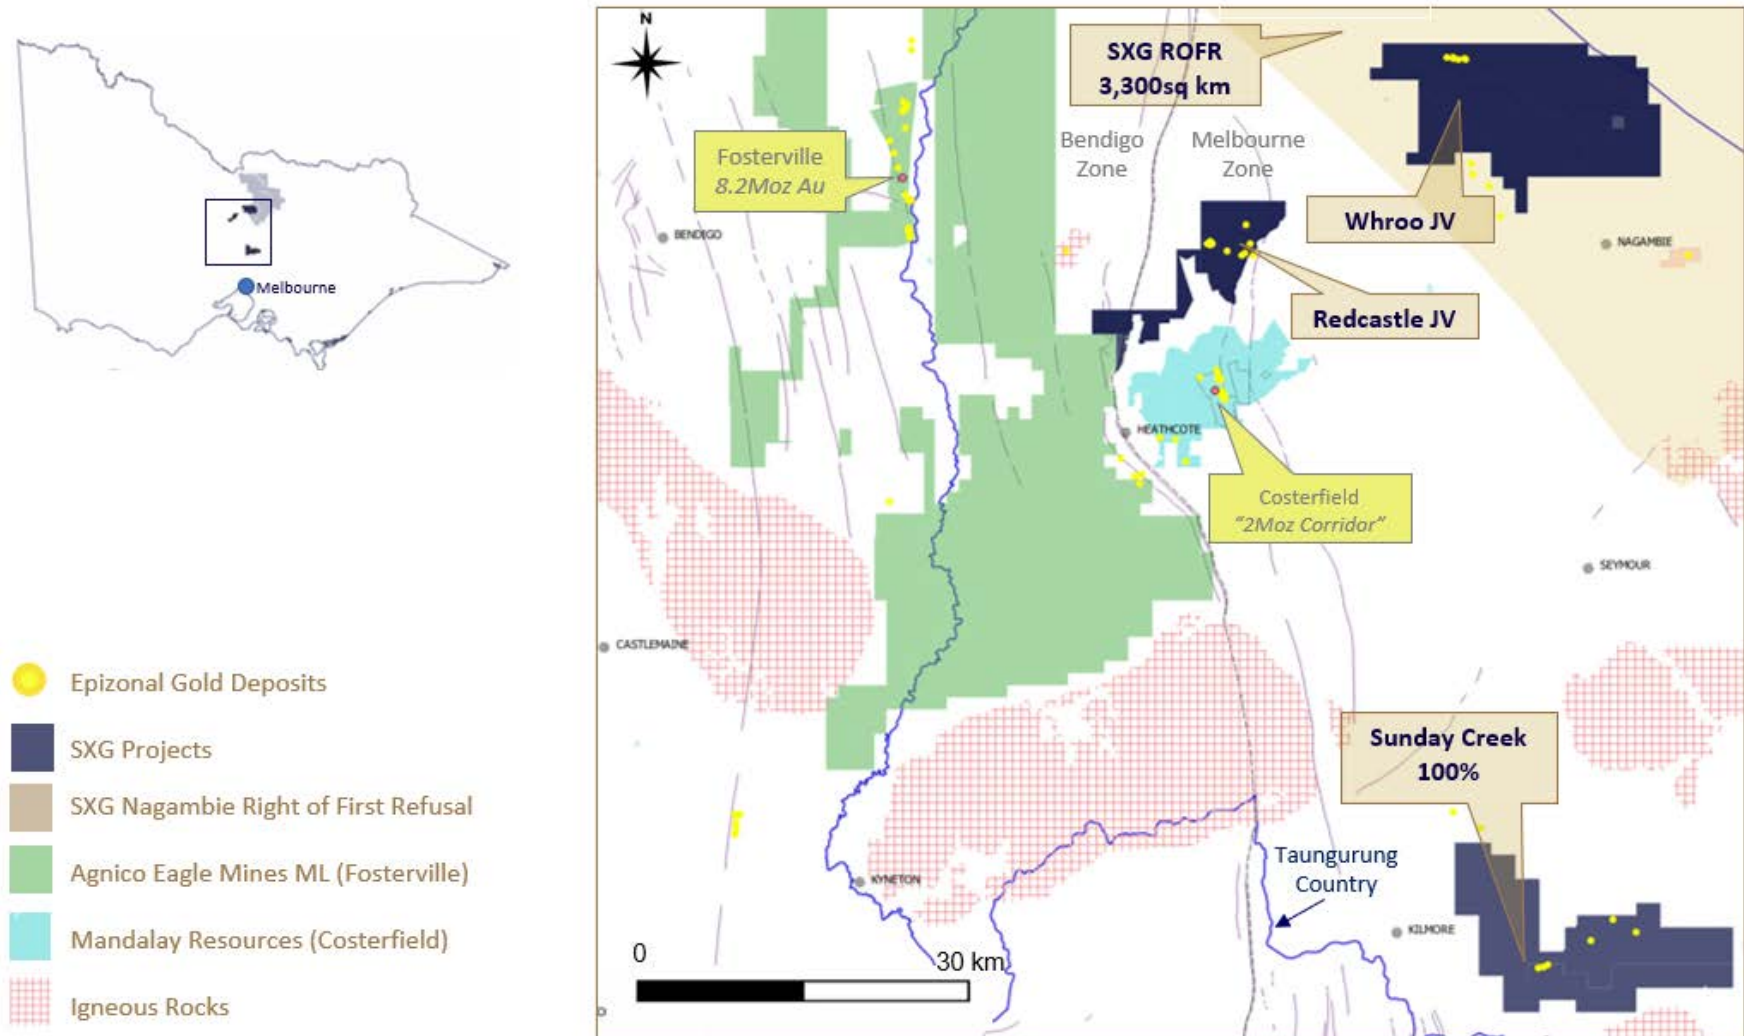 Melbourne
Epizonal Gold Deposits
SXG Projects
SXG Nagambie Right of First Refusal
Agnico Eagle Mines ML (Fosterville)
Mandalay Resources (Costerfield)
Igneous Rocks
N
SXG ROFR
3,300sq km
Bendigo
Zone
Melbourne
Zone
Fosterville
8.2Moz Au
Whroo JV
BENDIGO
NAGAMBIE
Redcastle JV
HEATHCOTE
Costerfield
"2Moz Corridor"
SEYMOUR
CASTLEMAINE
Sunday Creek
100%
Taungurung
Country
KYNETON
KILMORE
0
30 km